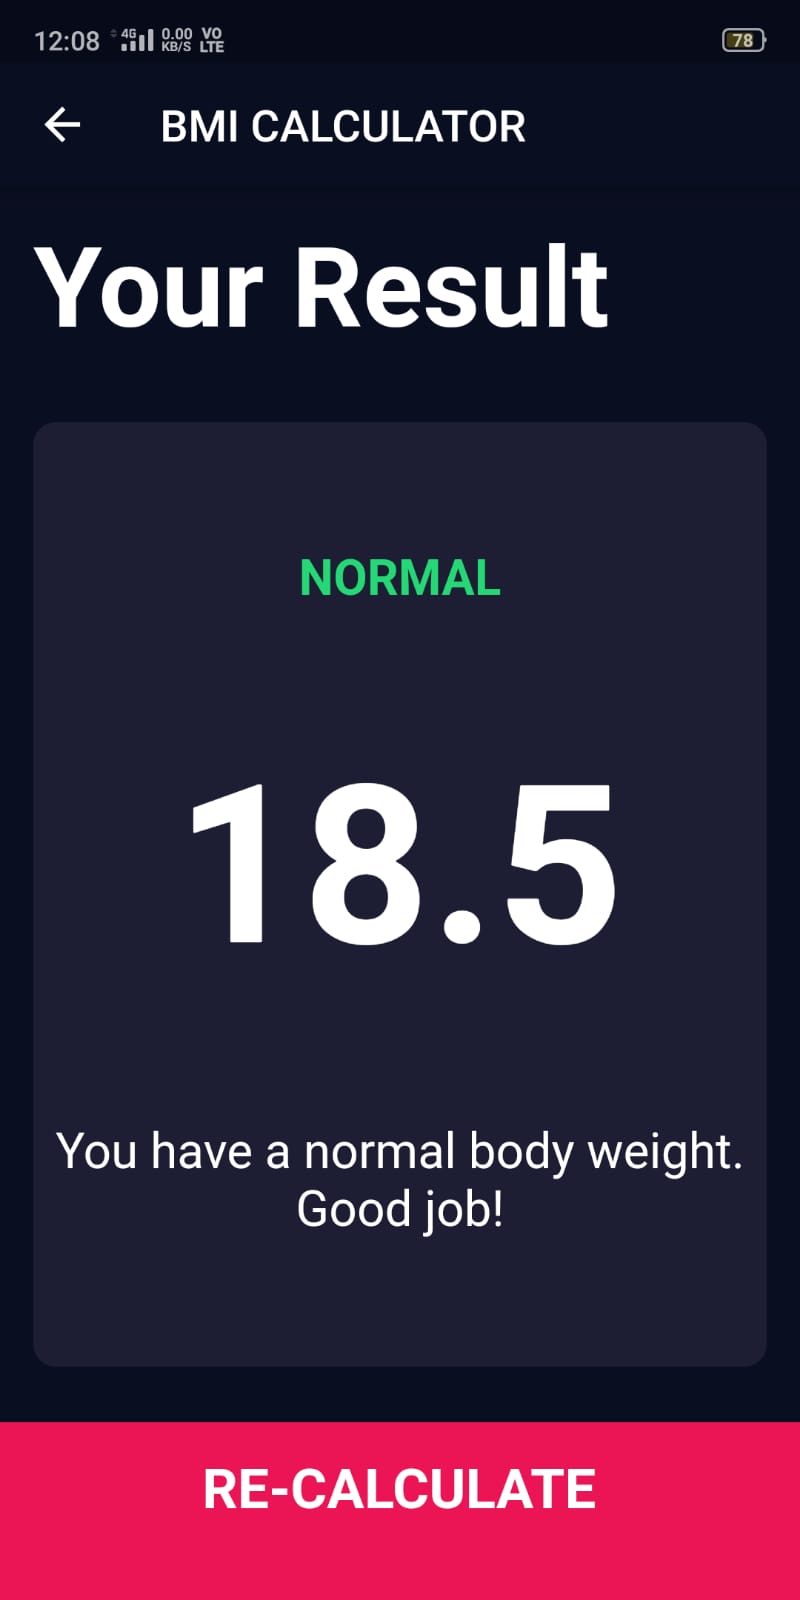 12:08 4G 0.00 KB/S VO LTE 78
BMI CALCULATOR
Your Result
NORMAL
18.5
You have a normal body weight.
Good job!
RE-CALCULATE